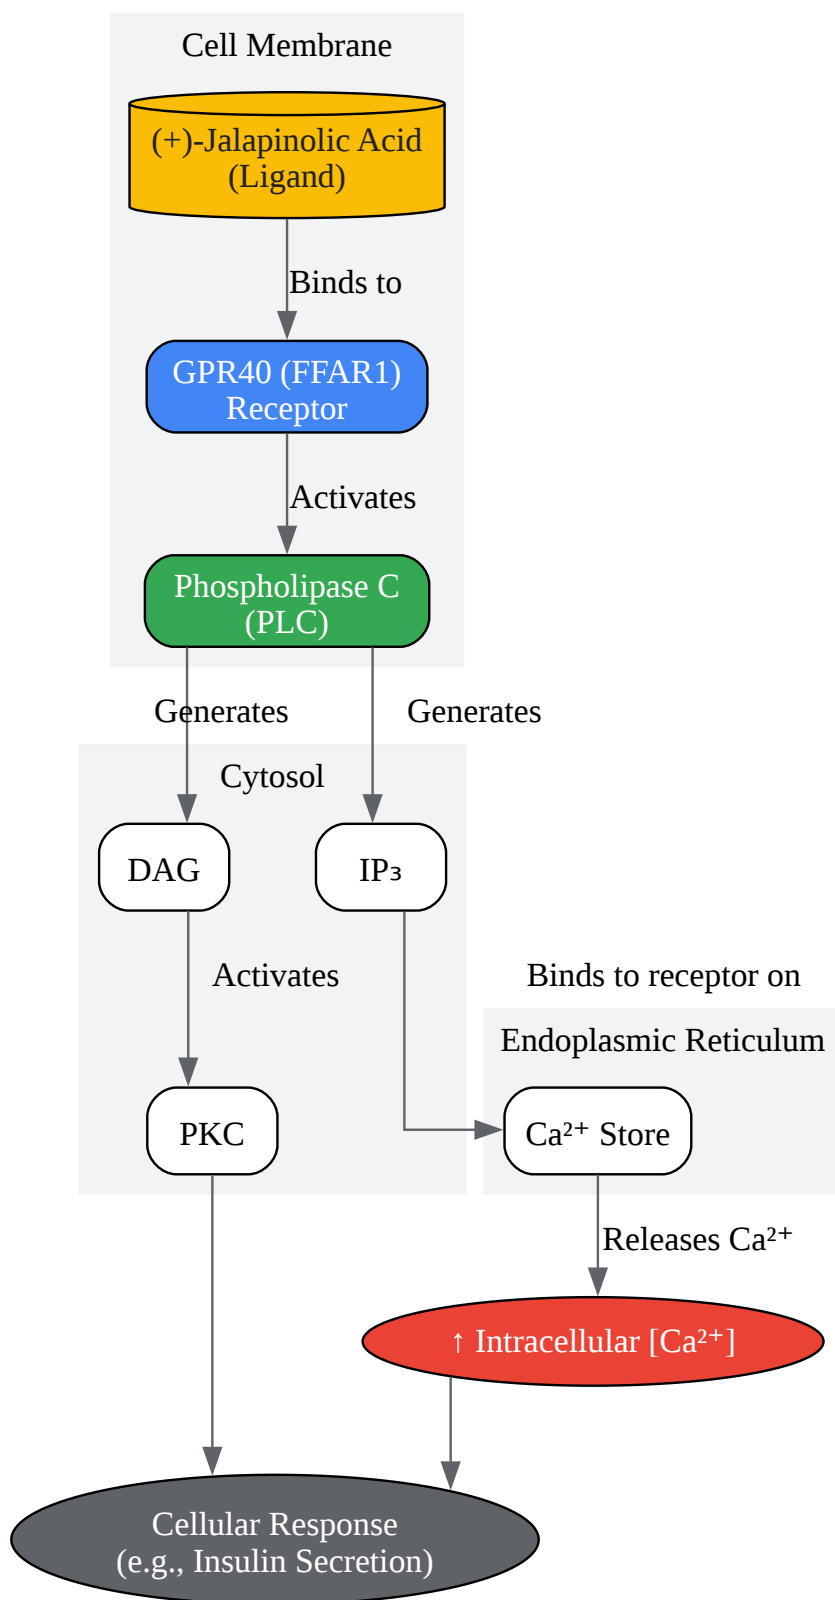 Cell Membrane
(+)-Jalapinolic Acid
(Ligand)
Binds to
GPR40 (FFAR1)
Receptor
Activates
Phospholipase C
(PLC)
Generates
Generates
Cytosol
DAG
IP₃
Activates
Binds to receptor on
Endoplasmic Reticulum
PKC
Ca²⁺ Store
Releases Ca²⁺
↑ Intracellular [Ca²⁺]
Cellular Response
(e.g., Insulin Secretion)